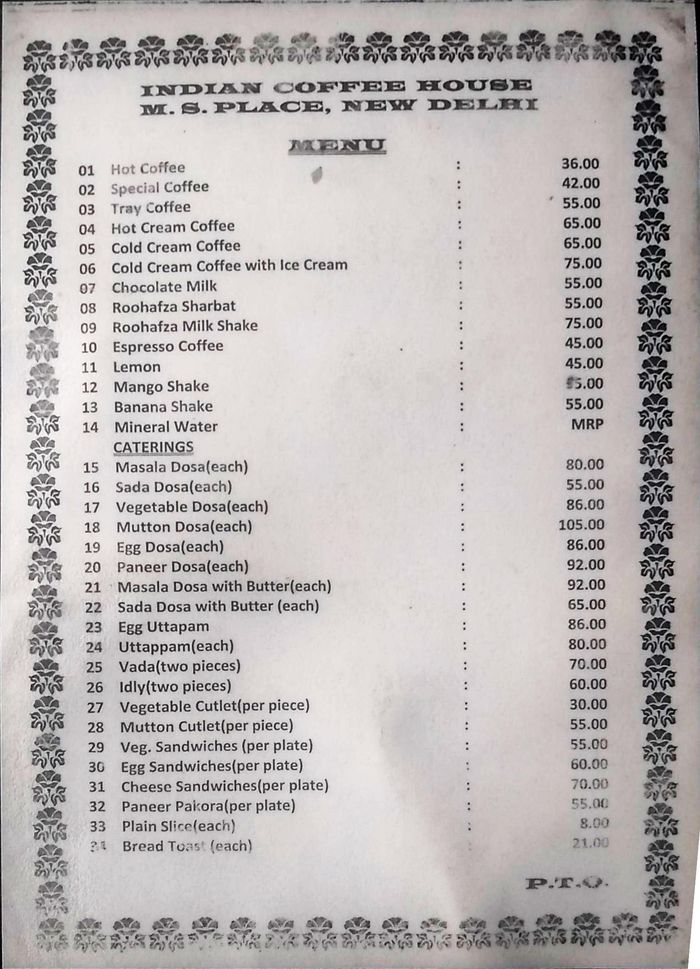 INDIAN COFFEE HOUSE
M. S. PLACE, NEW DELHI
MENU
01 Hot Coffee : 36.00
02 Special Coffee : 42.00
03 Tray Coffee : 55.00
04 Hot Cream Coffee : 65.00
05 Cold Cream Coffee : 65.00
06 Cold Cream Coffee with Ice Cream : 75.00
07 Chocolate Milk : 55.00
08 Roohafza Sharbat : 55.00
09 Roohafza Milk Shake : 75.00
10 Espresso Coffee : 45.00
11 Lemon : 45.00
12 Mango Shake :
13 Banana Shake : 55.00
14 Mineral Water : MRP
CATERINGS
15 Masala Dosa(each) : 80.00
16 Sada Dosa(each) : 55.00
17 Vegetable Dosa(each) : 86.00
18 Mutton Dosa(each) : 105.00
19 Egg Dosa(each) : 86.00
20 Paneer Dosa(each) : 92.00
21 Masala Dosa with Butter(each) : 92.00
22 Sada Dosa with Butter (each) : 65.00
23 Egg Uttapam : 86.00
24 Uttappam(each) : 80.00
25 Vada(two pieces) : 70.00
26 Idly(two pieces) : 60.00
27 Vegetable Cutlet(per piece) : 30.00
28 Mutton Cutlet(per piece) : 55.00
29 Veg. Sandwiches (per plate) : 55.00
30 Egg Sandwiches(per plate) : 60.00
31 Cheese Sandwiches(per plate) : 70.00
32 Paneer Pakora(per plate) : 55.00
33 Plain Slice(each) : 8.00
Bread Toast (each) : 21.00
P.T.O.